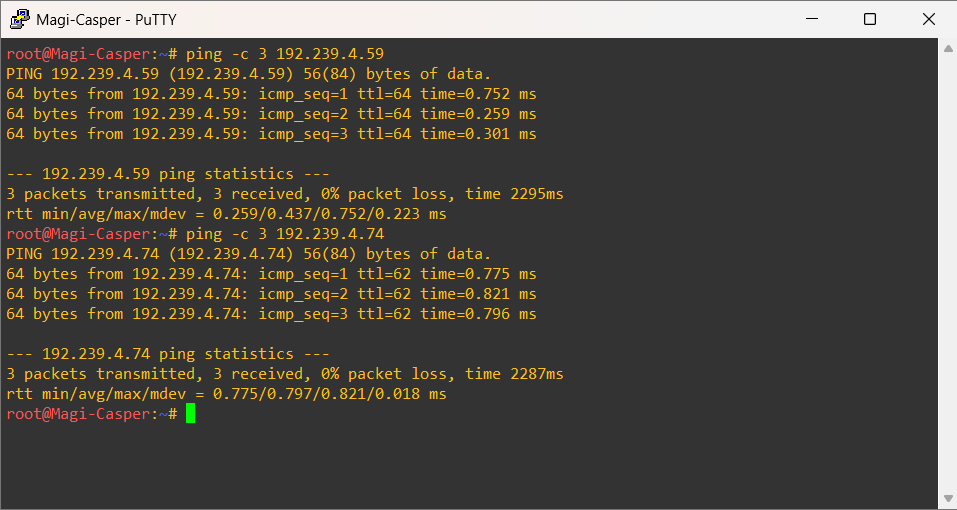 Magi-Casper - PuTTY
root@Magi-Casper:~# ping -c 3 192.239.4.59
PING 192.239.4.59 (192.239.4.59) 56(84) bytes of data.
64 bytes from 192.239.4.59: icmp_seq=1 ttl=64 time=0.752 ms
64 bytes from 192.239.4.59: icmp_seq=2 ttl=64 time=0.259 ms
64 bytes from 192.239.4.59: icmp_seq=3 ttl=64 time=0.301 ms

--- 192.239.4.59 ping statistics ---
3 packets transmitted, 3 received, 0% packet loss, time 2295ms
rtt min/avg/max/mdev = 0.259/0.437/0.752/0.223 ms
root@Magi-Casper:~# ping -c 3 192.239.4.74
PING 192.239.4.74 (192.239.4.74) 56(84) bytes of data.
64 bytes from 192.239.4.74: icmp_seq=1 ttl=62 time=0.775 ms
64 bytes from 192.239.4.74: icmp_seq=2 ttl=62 time=0.821 ms
64 bytes from 192.239.4.74: icmp_seq=3 ttl=62 time=0.796 ms

--- 192.239.4.74 ping statistics ---
3 packets transmitted, 3 received, 0% packet loss, time 2287ms
rtt min/avg/max/mdev = 0.775/0.797/0.821/0.018 ms
root@Magi-Casper:~#